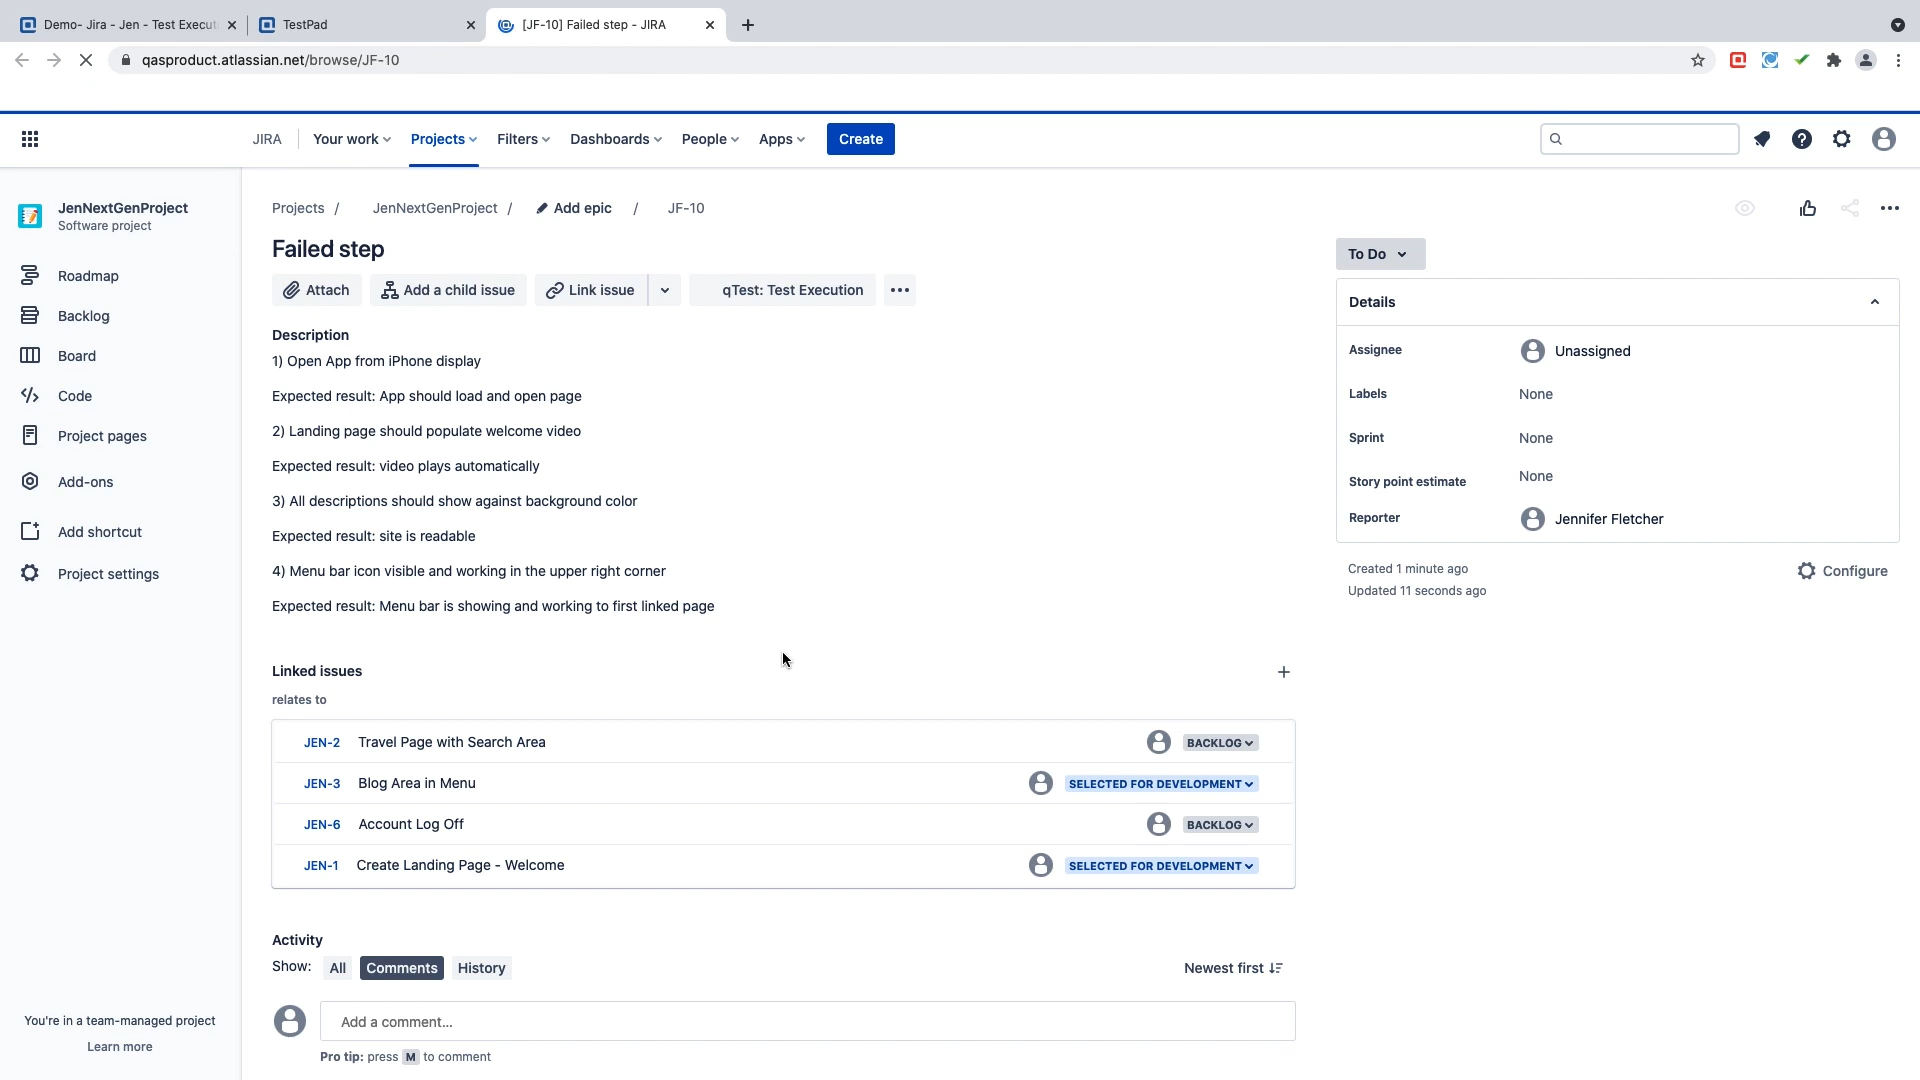 Demo- Jira - Jen - Test Execut
TestPad
[JF-10] Failed step - JIRA
qasproduct.atlassian.net/browse/JF-10
JIRA
Your work
Projects
Filters
Dashboards
People
Apps
Create
JenNextGenProject
Software project
Roadmap
Backlog
Board
Code
Project pages
Add-ons
Add shortcut
Project settings
You're in a team-managed project
Learn more
Projects / JenNextGenProject / Add epic / JF-10
Failed step
Attach
Add a child issue
Link issue
qTest: Test Execution
Description
1) Open App from iPhone display
Expected result: App should load and open page
2) Landing page should populate welcome video
Expected result: video plays automatically
3) All descriptions should show against background color
Expected result: site is readable
4) Menu bar icon visible and working in the upper right corner
Expected result: Menu bar is showing and working to first linked page
Linked issues
relates to
JEN-2 Travel Page with Search Area BACKLOG
JEN-3 Blog Area in Menu SELECTED FOR DEVELOPMENT
JEN-6 Account Log Off BACKLOG
JEN-1 Create Landing Page - Welcome SELECTED FOR DEVELOPMENT
Activity
Show: All Comments History
Newest first
Add a comment...
Pro tip: press M to comment
To Do
Details
Assignee Unassigned
Labels None
Sprint None
Story point estimate None
Reporter Jennifer Fletcher
Created 1 minute ago
Updated 11 seconds ago
Configure